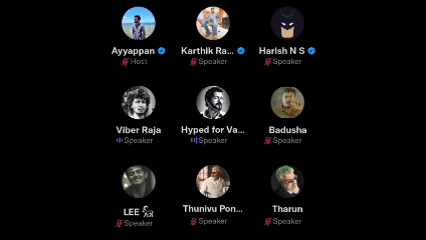 Ayyappan Karthik Ra... Harish N S
Host Speaker Speaker
Viber Raja Hyped for Va... Badusha
Speaker Speaker Speaker
LEE Thunivu Pon... Tharun
Speaker Speaker Speaker